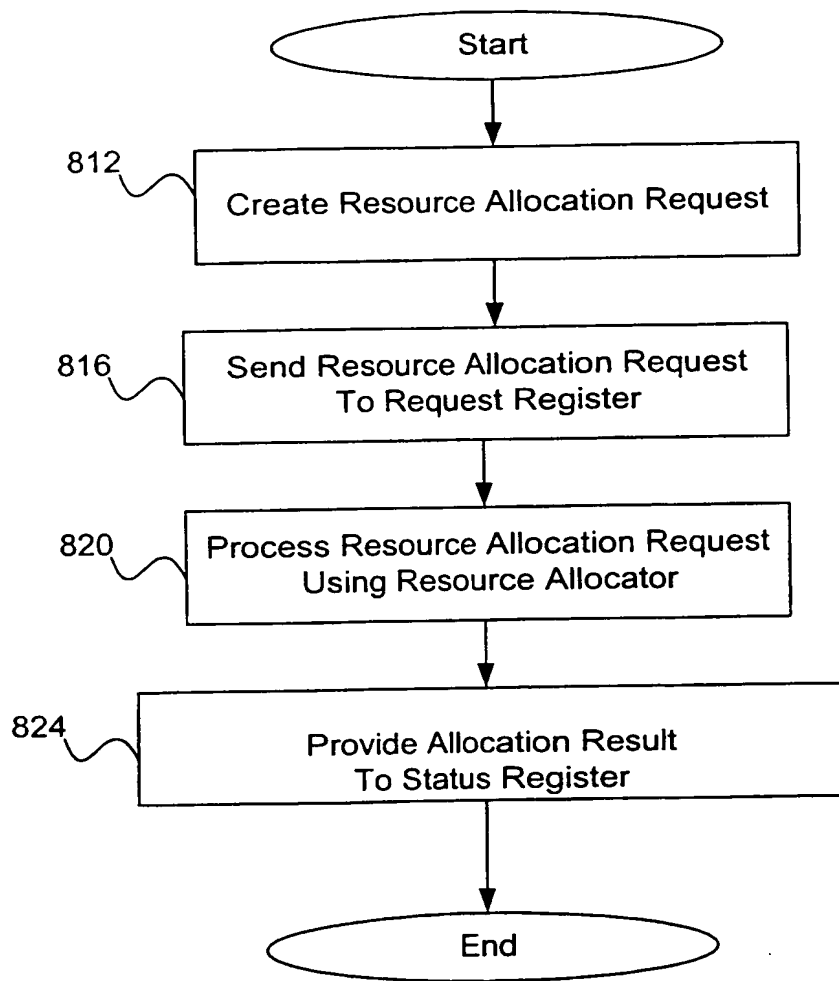 Start
812
Create Resource Allocation Request
816
Send Resource Allocation Request
To Request Register
820
Process Resource Allocation Request
Using Resource Allocator
824
Provide Allocation Result
To Status Register
End